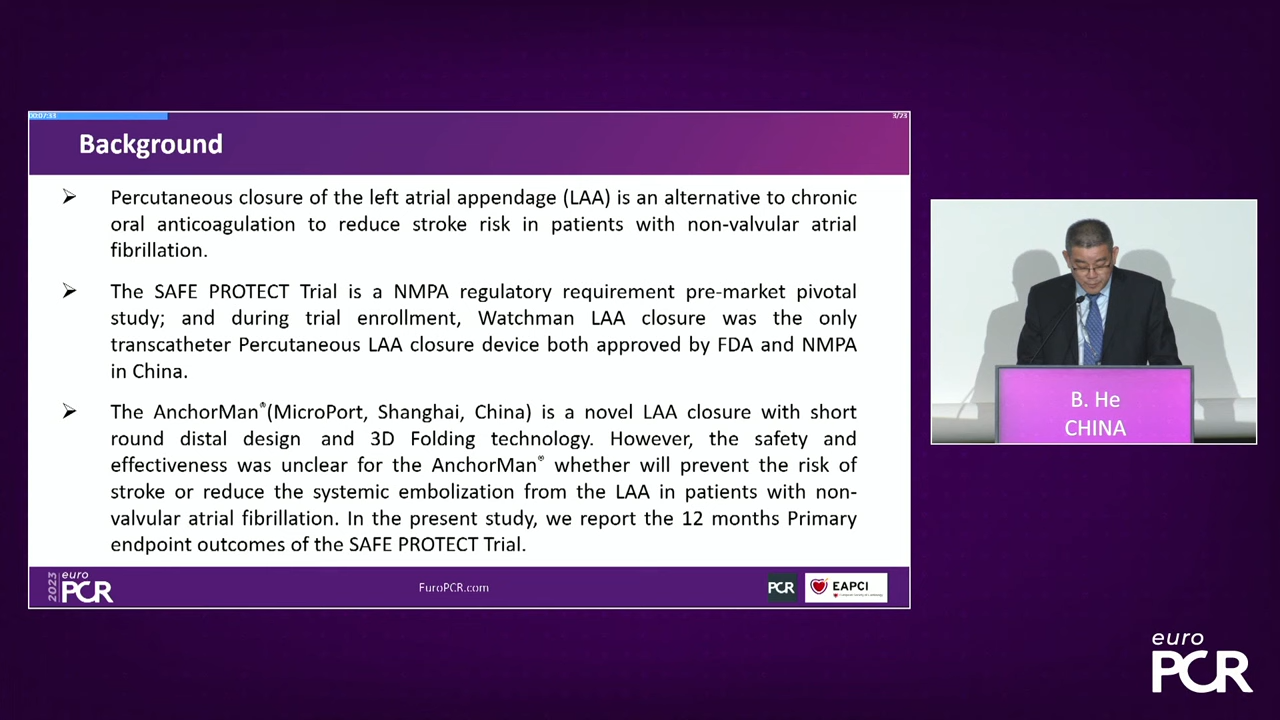 00:07:33
3/23
Background
➢ Percutaneous closure of the left atrial appendage (LAA) is an alternative to chronic
oral anticoagulation to reduce stroke risk in patients with non-valvular atrial
fibrillation.
➢ The SAFE PROTECT Trial is a NMPA regulatory requirement pre-market pivotal
study; and during trial enrollment, Watchman LAA closure was the only
transcatheter Percutaneous LAA closure device both approved by FDA and NMPA
in China.
➢ The AnchorMan®(MicroPort, Shanghai, China) is a novel LAA closure with short
round distal design and 3D Folding technology. However, the safety and
effectiveness was unclear for the AnchorMan® whether will prevent the risk of
stroke or reduce the systemic embolization from the LAA in patients with non-
valvular atrial fibrillation. In the present study, we report the 12 months Primary
endpoint outcomes of the SAFE PROTECT Trial.
2023
euro
PCR
EuroPCR.com
PCR
EAPCI
B. He
CHINA
euro
PCR